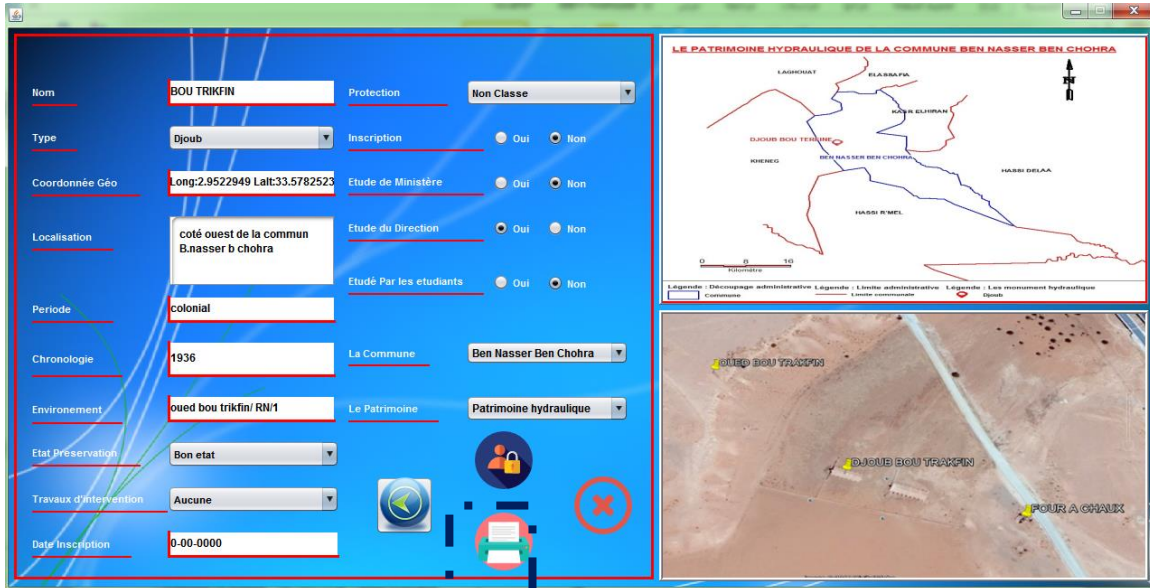 Nom
BOU TRIKFIN
Protection
Non Classe
Type
Djoub
Inscription
Oui
Non
Coordonnée Géo
Long:2.9522949 Lalt:33.5782523
Etude de Ministère
Oui
Non
Localisation
coté ouest de la commun
B.nasser b chohra
Etude du Direction
Oui
Non
Etudé Par les etudiants
Oui
Non
Periode
colonial
Chronologie
1936
La Commune
Ben Nasser Ben Chohra
Environement
oued bou trikfin/ RN/1
Le Patrimoine
Patrimoine hydraulique
Etat Préservation
Bon etat
Travaux d'intervention
Aucune
Date Inscription
0-00-0000
LE PATRIMOINE HYDRAULIQUE DE LA COMMUNE BEN NASSER BEN CHOHRA
LAGHOUAT
ELASSAFIA
N
KASR ELHIRAN
DJOUB BOU
BEN NASSER BEN CHOHRA
KHENEG
HASSI DELAA
HASSI R'MEL
0 8 16
Kilomètre
Légende : Découpage administrative Légende : Limite administrative Légende : Les monument hydraulique
Commune
Limite communale
Djoub
OUED BOU TRAKFIN
DJOUB BOU TRAKFIN
FOUR A CHAUX